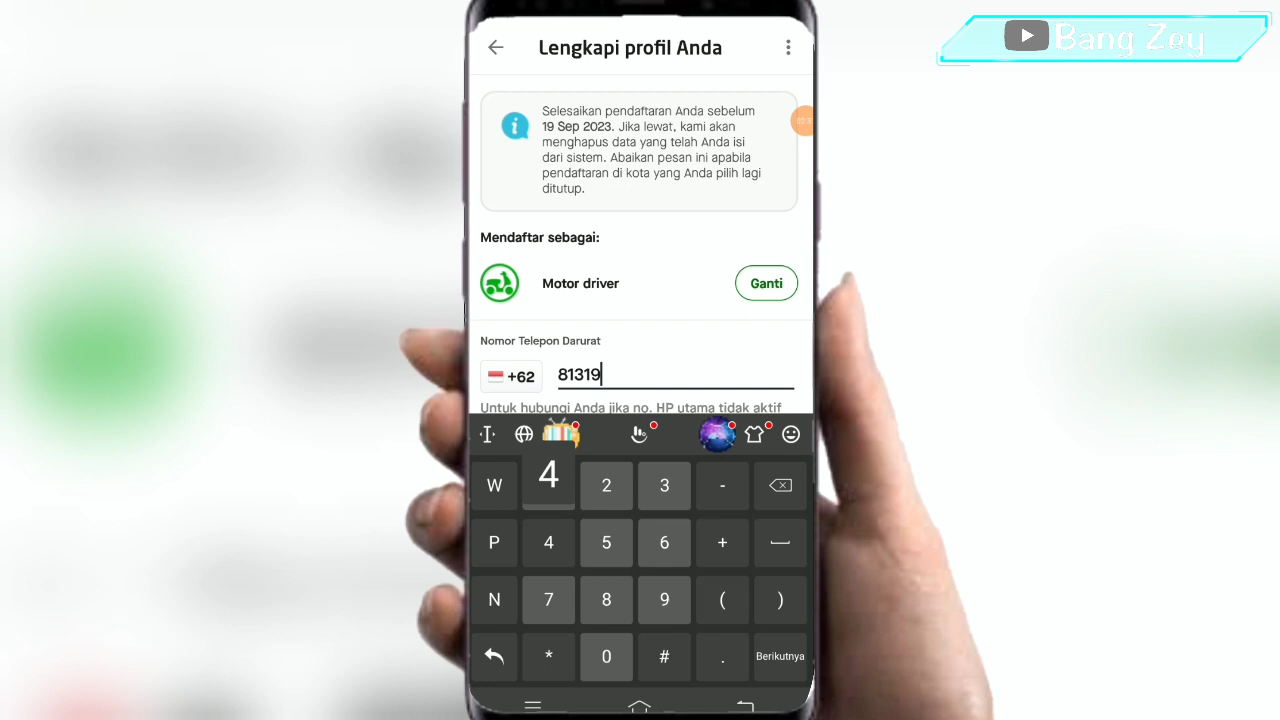 Bang Zey
Lengkapi profil Anda
Selesaikan pendaftaran Anda sebelum
19 Sep 2023. Jika lewat, kami akan
menghapus data yang telah Anda isi
dari sistem. Abaikan pesan ini apabila
pendaftaran di kota yang Anda pilih lagi
ditutup.
Mendaftar sebagai:
Motor driver
Ganti
Nomor Telepon Darurat
+62 81319
Untuk hubungi Anda jika no. HP utama tidak aktif
4
W 2 3 -
P 4 5 6 +
N 7 8 9 ( )
* 0 # . Berikutnya